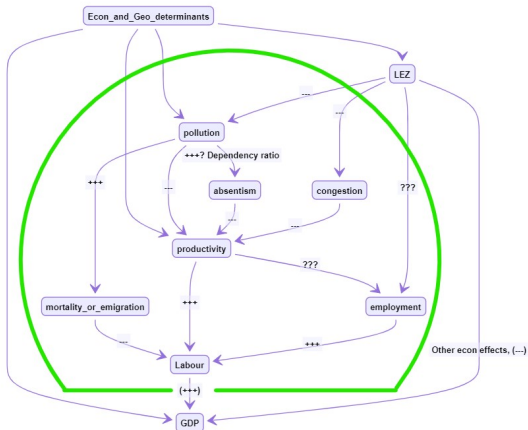 Econ_and_Geo_determinants
LEZ
---
---
pollution
+++? Dependency ratio
+++
---
absentism
congestion
???
---
---
productivity
???
+++
mortality_or_emigration
employment
---
+++
Other econ effects, (---)
Labour
(+++)
GDP